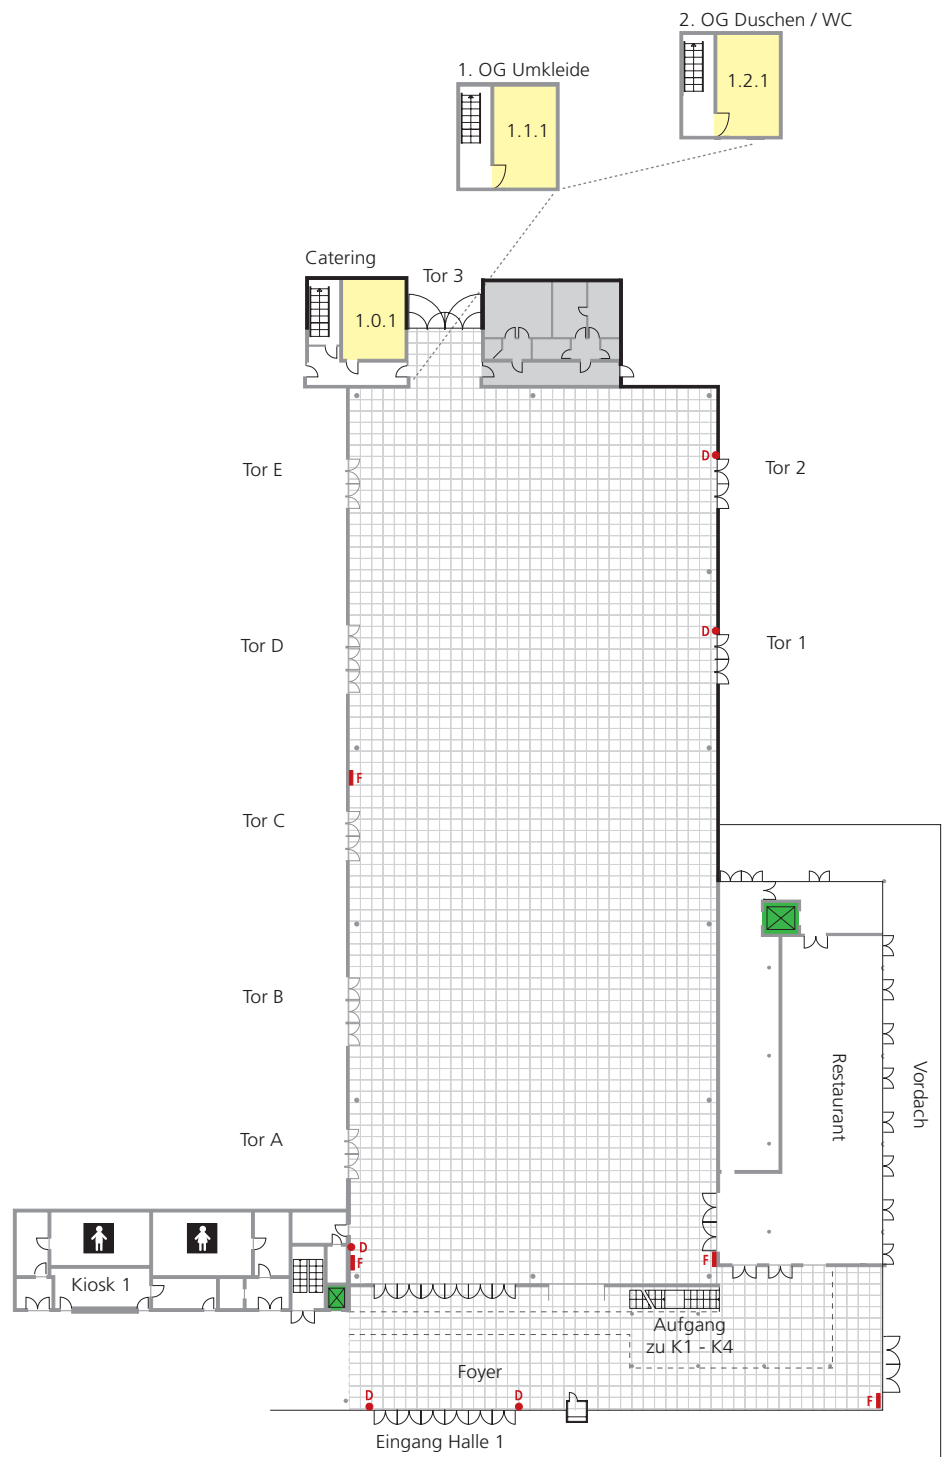 2. OG Duschen / WC
1. OG Umkleide
1.2.1
1.1.1
Catering
Tor 3
1.0.1
D
Tor E
Tor 2
D
Tor D
Tor 1
F
Tor C
Tor B
Restaurant
Vordach
Tor A
D
F
F
Kiosk 1
Aufgang
zu K1 - K4
Foyer
D
D
F
Eingang Halle 1